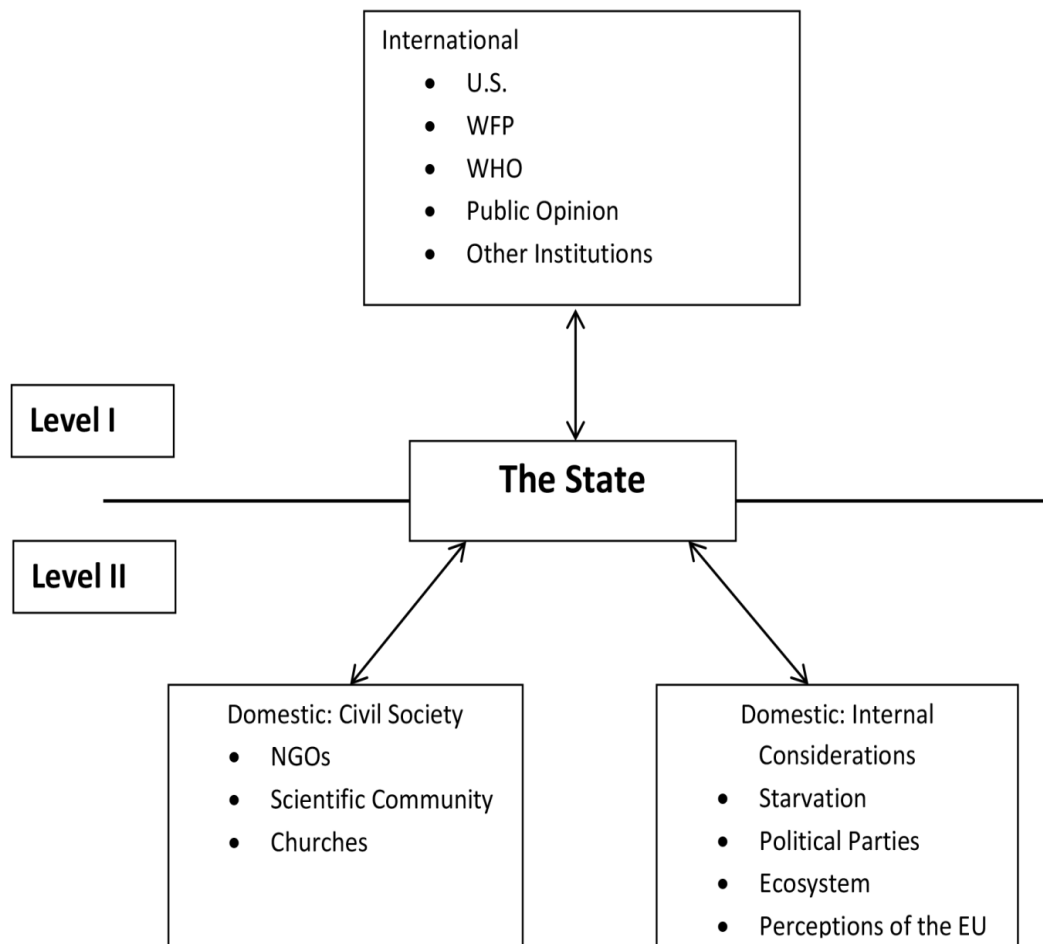 International
• U.S.
• WFP
• WHO
• Public Opinion
• Other Institutions
Level I
The State
Level II
Domestic: Civil Society
• NGOs
• Scientific Community
• Churches
Domestic: Internal
Considerations
• Starvation
• Political Parties
• Ecosystem
• Perceptions of the EU